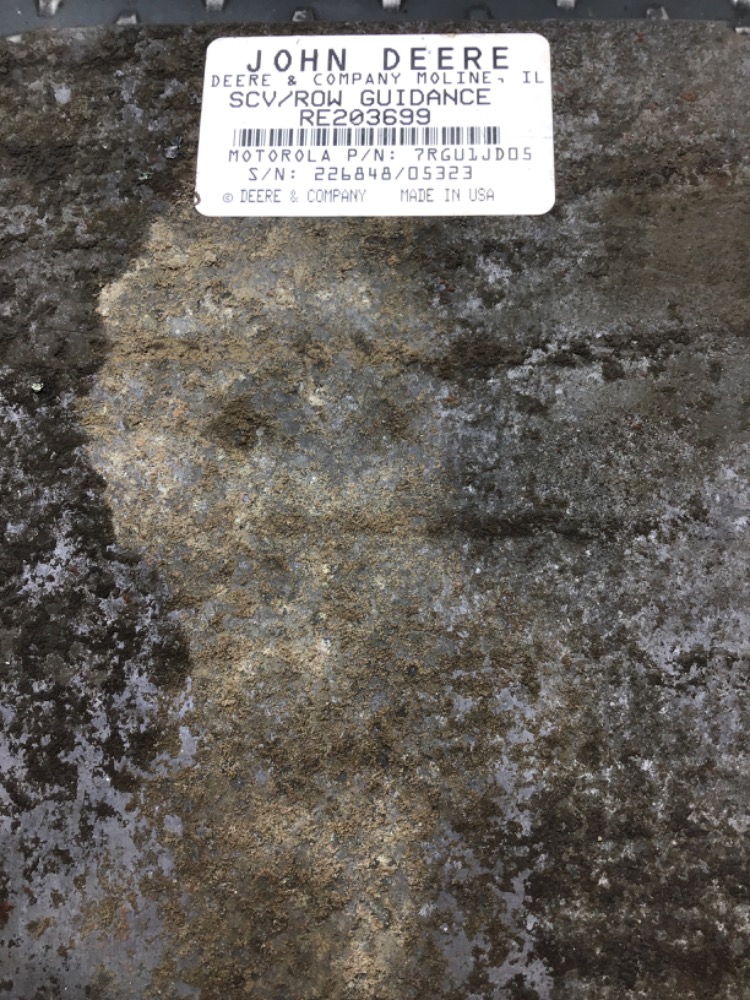 JOHN DEERE
DEERE & COMPANY MOLINE, IL
SCV/ROW GUIDANCE
RE203699
MOTOROLA P/N: 7RGU1JD05
S/N: 226848/05323
© DEERE & COMPANY MADE IN USA